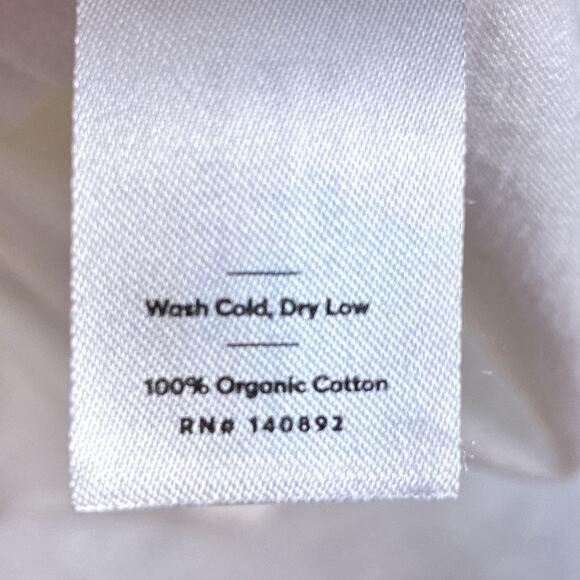 Wash Cold, Dry Low
100% Organic Cotton
RN# 140892